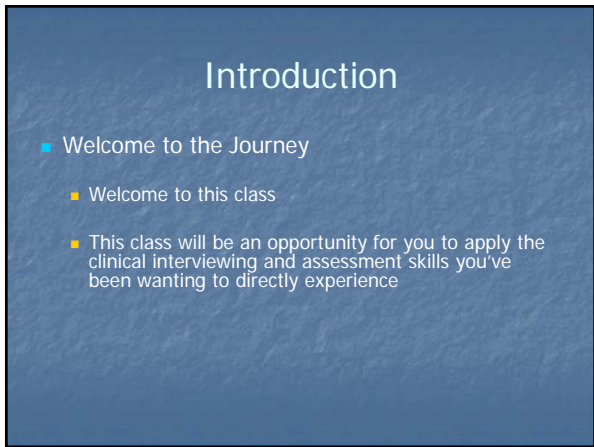 Introduction
Welcome to the Journey
Welcome to this class
This class will be an opportunity for you to apply the
clinical interviewing and assessment skills you've
been wanting to directly experience